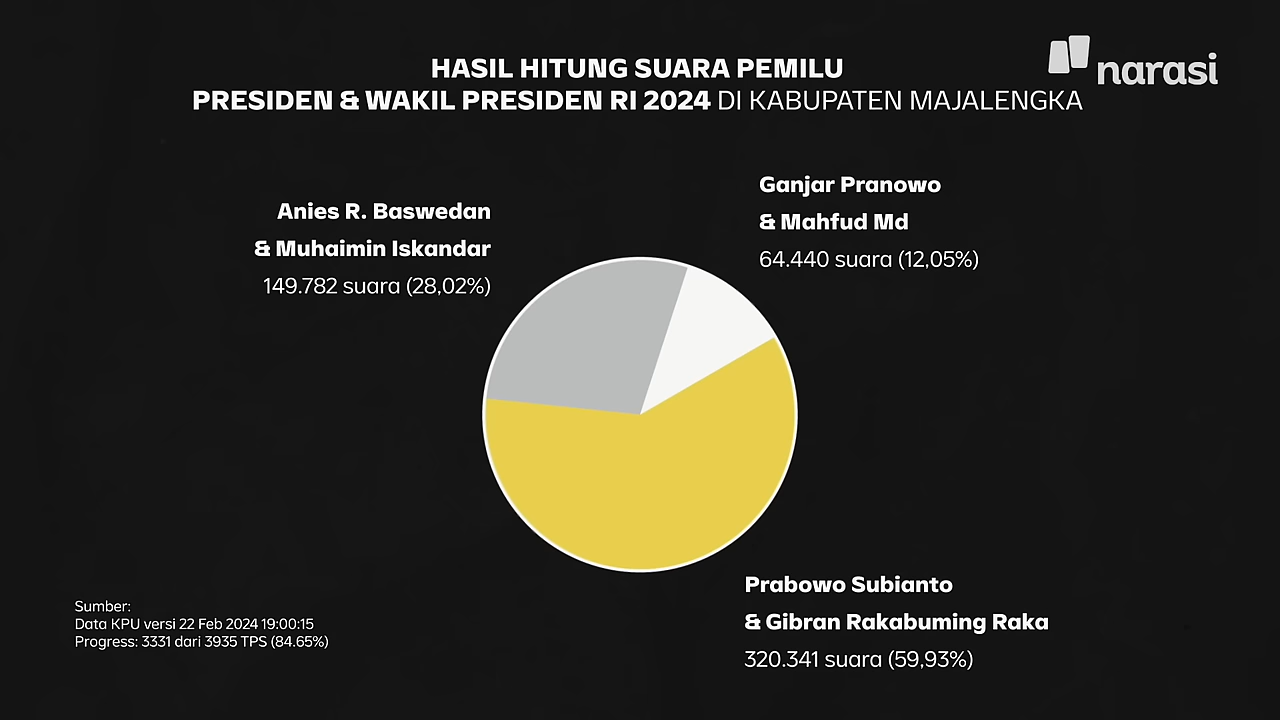 HASIL HITUNG SUARA PEMILU
PRESIDEN & WAKIL PRESIDEN RI 2024 DI KABUPATEN MAJALENGKA
narasi
Anies R. Baswedan
& Muhaimin Iskandar
149.782 suara (28,02%)
Ganjar Pranowo
& Mahfud Md
64.440 suara (12,05%)
Prabowo Subianto
& Gibran Rakabuming Raka
320.341 suara (59,93%)
Sumber:
Data KPU versi 22 Feb 2024 19:00:15
Progress: 3331 dari 3935 TPS (84.65%)